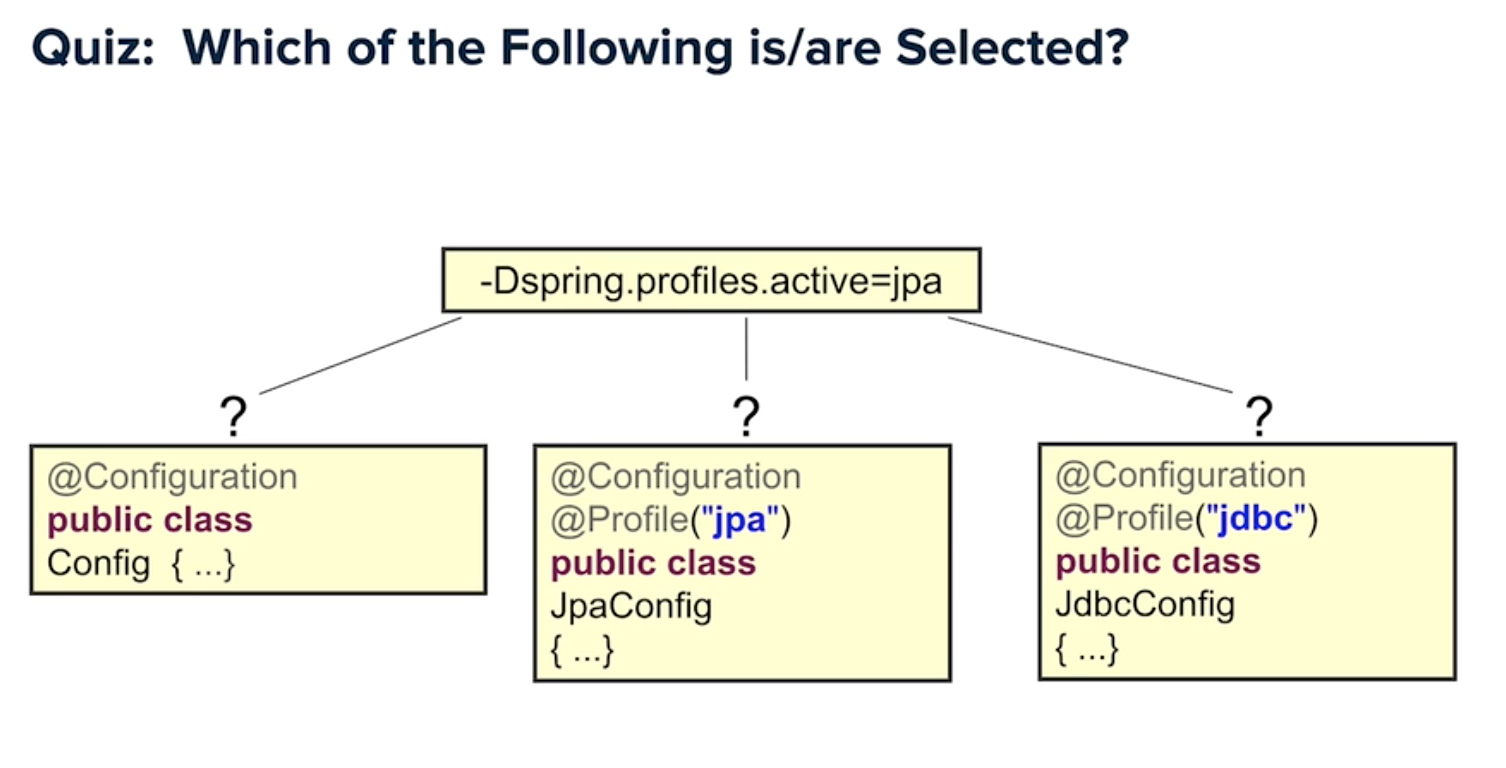 Quiz: Which of the Following is/are Selected?
-Dspring.profiles.active=jpa
?
?
?
@Configuration
public class
Config { ...}
@Configuration
@Profile("jpa")
public class
JpaConfig
{ ...}
@Configuration
@Profile("jdbc")
public class
JdbcConfig
{ ...}